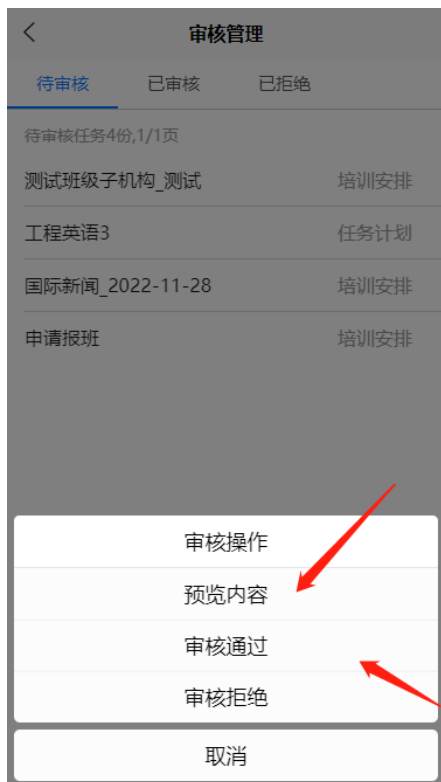 审核管理
待审核 已审核 已拒绝
待审核任务4份,1/1页
测试班级子机构_测试 培训安排
工程英语3 任务计划
国际新闻_2022-11-28 培训安排
申请报班 培训安排
审核操作
预览内容
审核通过
审核拒绝
取消